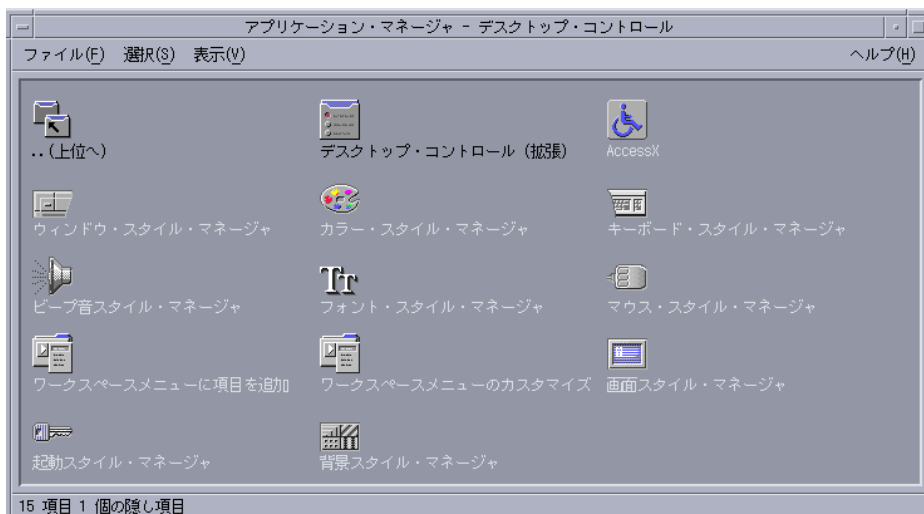 アプリケーション・マネージャ - デスクトップ・コントロール
ファイル(F) 選択(S) 表示(V) ヘルプ(H)
..(上位へ) デスクトップ・コントロール (拡張) AccessX
ウィンドウ・スタイル・マネージャ カラー・スタイル・マネージャ キーボード・スタイル・マネージャ
ビープ音スタイル・マネージャ フォント・スタイル・マネージャ マウス・スタイル・マネージャ
ワークスペースメニューに項目を追加 ワークスペースメニューのカスタマイズ 画面スタイル・マネージャ
起動スタイル・マネージャ 背景スタイル・マネージャ
15 項目 1 個の隠し項目